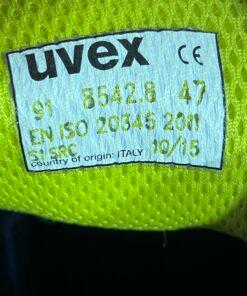 uvex CE
91 8542.8 47
EN ISO 20345 2011
S1 SRC 10/15
country of origin: ITALY